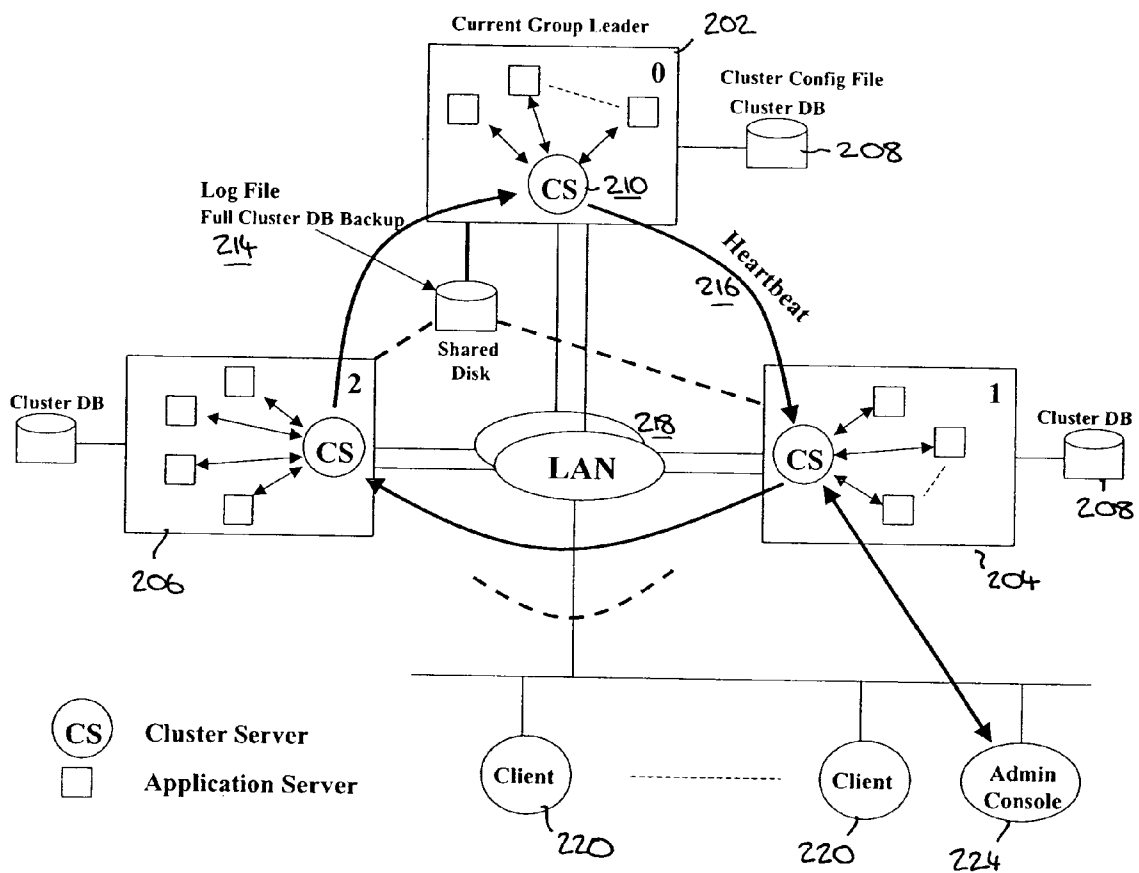 Current Group Leader
202
0
Cluster Config File
Cluster DB
208
CS
210
Log File
Full Cluster DB Backup
214
Heartbeat
216
Shared
Disk
2
1
Cluster DB
CS
218
LAN
CS
Cluster DB
208
206
204
CS
Cluster Server
Application Server
Client
Client
Admin
Console
220
220
224